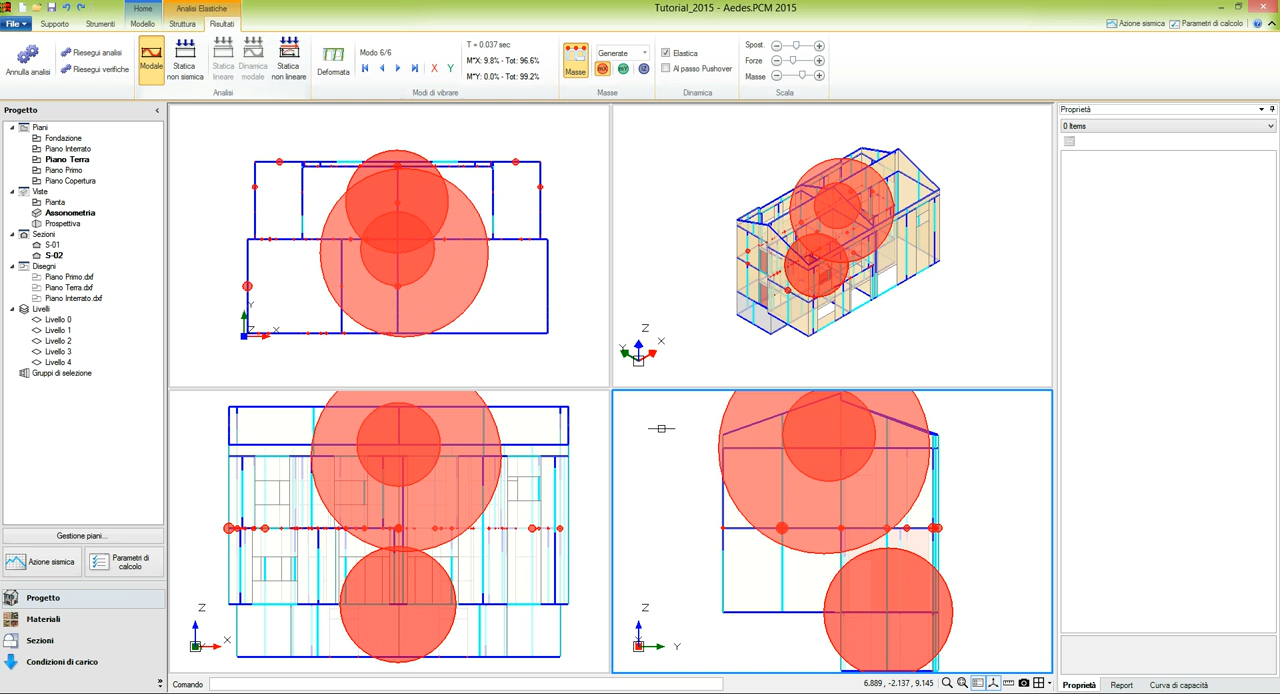 Tutorial_2015 - Aedes.PCM 2015
Home
Analisi Elastiche
File
Supporto
Strumenti
Modello
Struttura
Risultati
Azione sismica
Parametri di calcolo
Annulla analisi
Riesegui analisi
Riesegui verifiche
Modale
Statica non sismica
Statica lineare
Dinamica modale
Statica non lineare
Analisi
Deformata
Modo 6/6
X
Y
T = 0.037 sec
M*X: 9.8% - Tot: 96.6%
M*Y: 0.0% - Tot: 99.2%
Modi di vibrare
Masse
Generate
mX
mY
Masse
Elastica
Al passo Pushover
Dinamica
Spost.
Forze
Masse
Scala
Progetto
Piani
Fondazione
Piano Interrato
Piano Terra
Piano Primo
Piano Copertura
Viste
Pianta
Assonometria
Prospettiva
Sezioni
S-01
S-02
Disegni
Piano Primo.dxf
Piano Terra.dxf
Piano Interrato.dxf
Livelli
Livello 0
Livello 1
Livello 2
Livello 3
Livello 4
Gruppi di selezione
Gestione piani...
Azione sismica
Parametri di calcolo
Progetto
Materiali
Sezioni
Condizioni di carico
Y
Z
X
Z
X
Y
Z
X
Z
Y
Comando
6.889, -2.137, 9.145
Proprietà
0 Items
Proprietà
Report
Curva di capacità